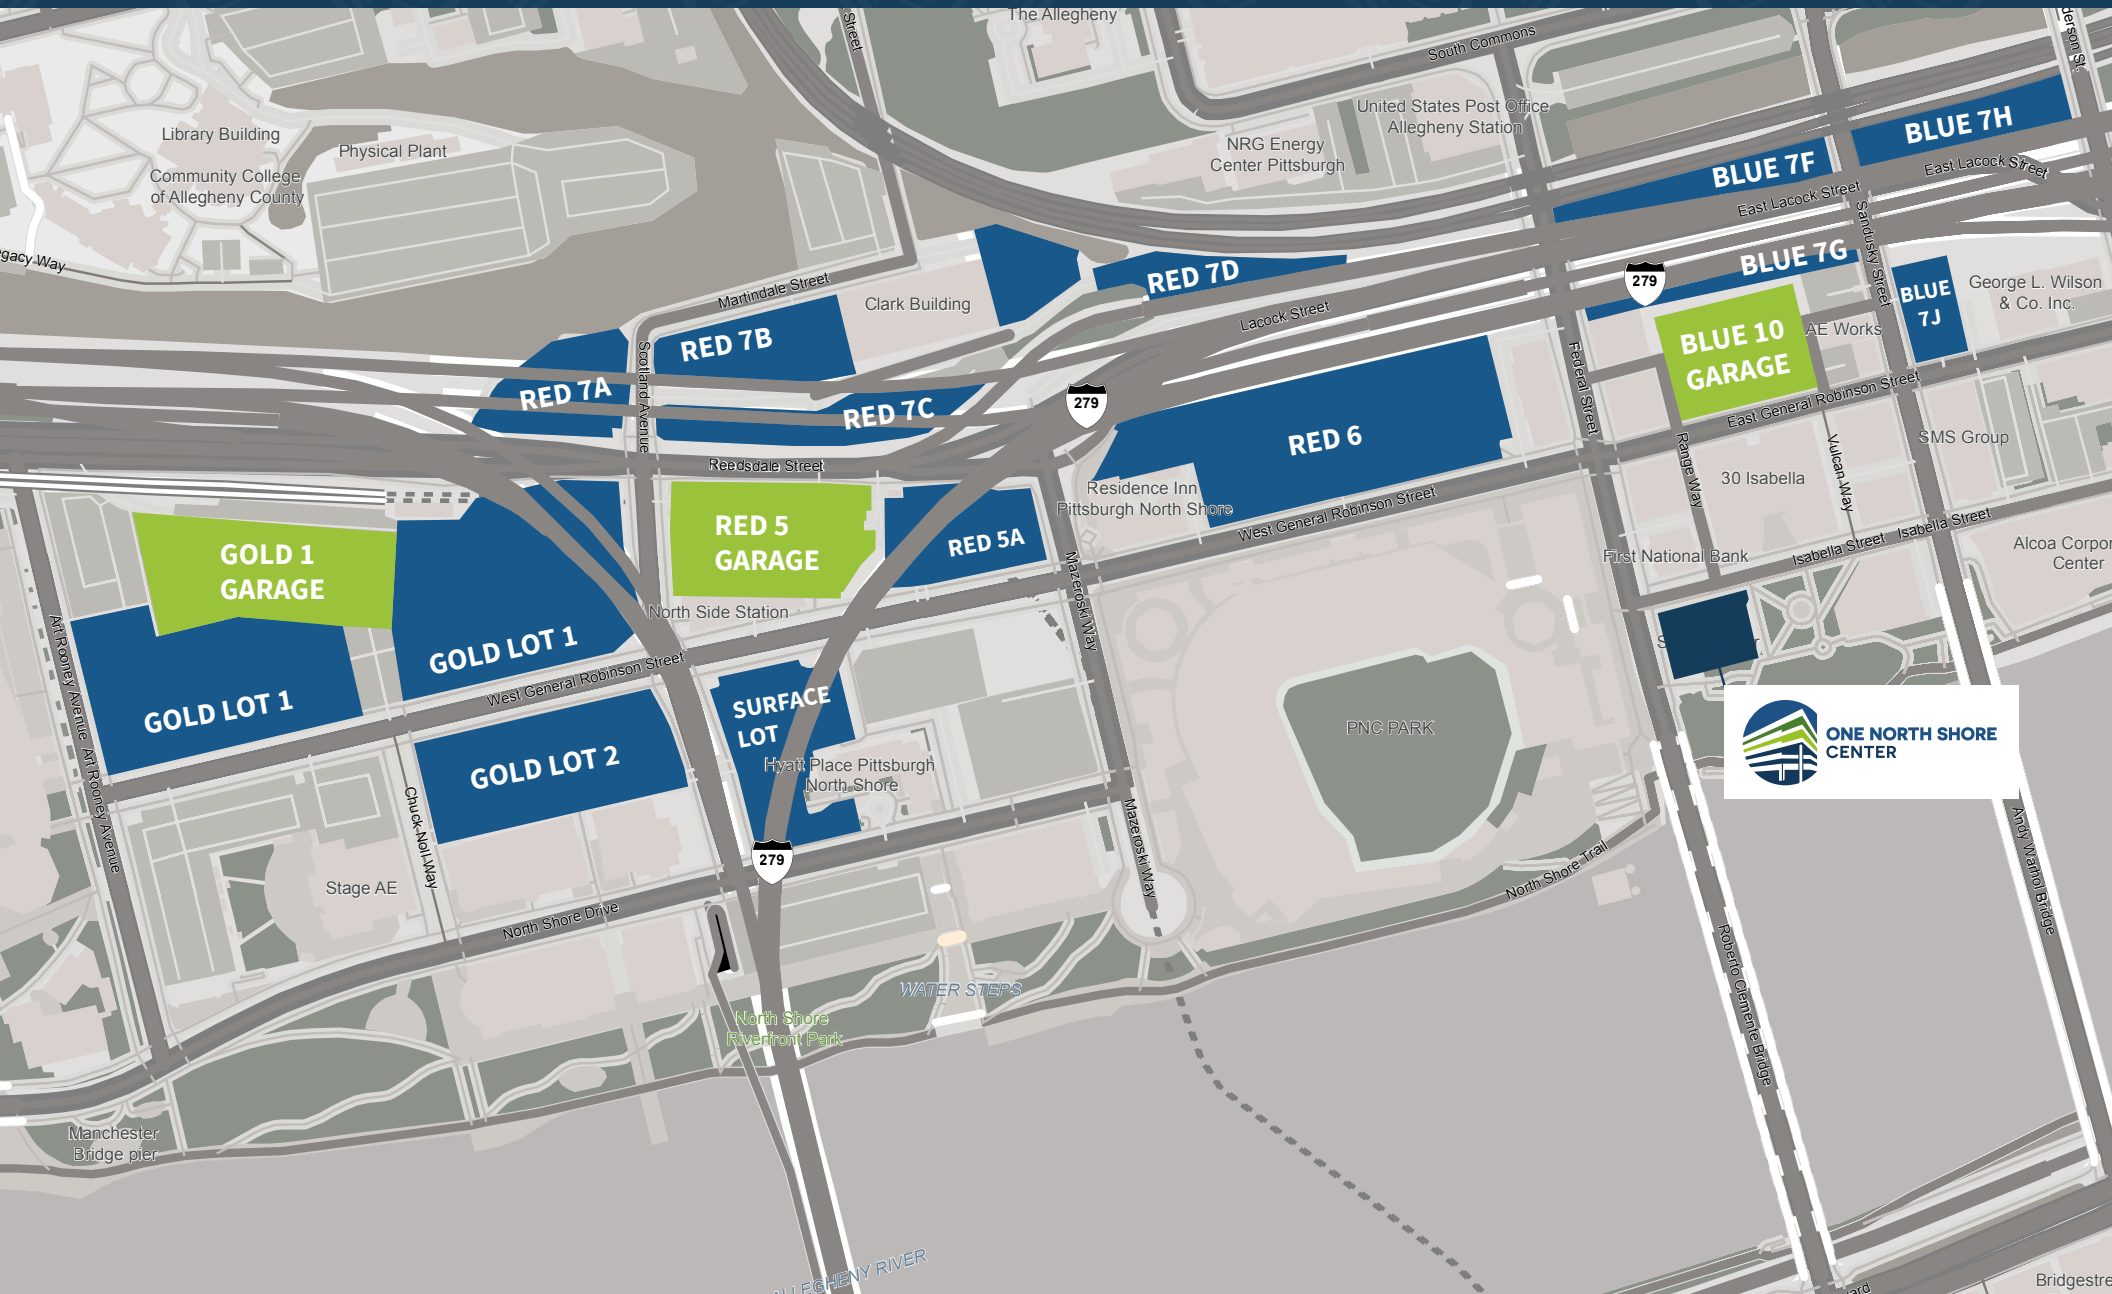 The Allegheny
Street
South Commons
United States Post Office
Allegheny Station
NRG Energy
Center Pittsburgh
Library Building
Physical Plant
Community College
of Allegheny County
BLUE 7H
BLUE 7F
East Lacock Street
East Lacock Street
Sandusky Street
BLUE 7G
279
BLUE
7J
George L. Wilson
& Co. Inc.
BLUE 10
GARAGE
AE Works
RED 7D
Lacock Street
Martindale Street
Clark Building
RED 7B
RED 7A
Scotland Avenue
RED 7C
279
RED 6
Federal Street
East General Robinson Street
Range Way
Vulcan Way
SMS Group
30 Isabella
Reedsdale Street
Residence Inn
Pittsburgh North Shore
West General Robinson Street
Isabella Street
Isabella Street
First National Bank
Alcoa Corpor
Center
GOLD 1
GARAGE
RED 5
GARAGE
RED 5A
North Side Station
Mazeroski Way
GOLD LOT 1
GOLD LOT 1
West General Robinson Street
Art Rooney Avenue
Art Rooney Avenue
SURFACE
LOT
GOLD LOT 2
Hyatt Place Pittsburgh
North Shore
PNC PARK
ONE NORTH SHORE
CENTER
Chuck Noll Way
Mazeroski Way
279
Stage AE
North Shore Drive
North Shore Trail
Andy Warhol Bridge
Roberto Clemente Bridge
WATER STEPS
North Shore
Riverfront Park
Manchester
Bridge pier
ALLEGHENY RIVER
Bridgestre